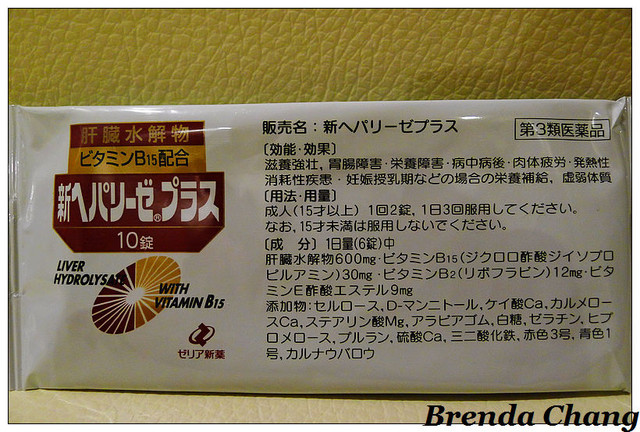 肝臓水解物
ビタミンB15配合
新ヘパリーゼ®プラス
10錠
LIVER
HYDROLYSATE
WITH
VITAMIN B15
ゼリア新薬
販売名：新ヘパリーゼプラス
第3類医薬品
〔効能・効果〕
滋養強壮，胃腸障害・栄養障害・病中病後・肉体疲労・発熱性
消耗性疾患・妊娠授乳期などの場合の栄養補給，虚弱体質
〔用法・用量〕
成人(15才以上) 1回2錠，1日3回服用してください。
なお，15才未満は服用しないでください。
〔成　分〕1日量(6錠)中
肝臓水解物600mg・ビタミンB15(ジクロロ酢酸ジイソプロ
ピルアミン)30mg・ビタミンB2(リボフラビン)12mg・ビタ
ミンE酢酸エステル9mg
添加物：セルロース，D-マンニトール，ケイ酸Ca，カルメロー
スCa，ステアリン酸Mg，アラビアゴム，白糖，ゼラチン，ヒプ
ロメロース，プルラン，硫酸Ca，三二酸化鉄，赤色3号，青色1
号，カルナウバロウ
Brenda Chang